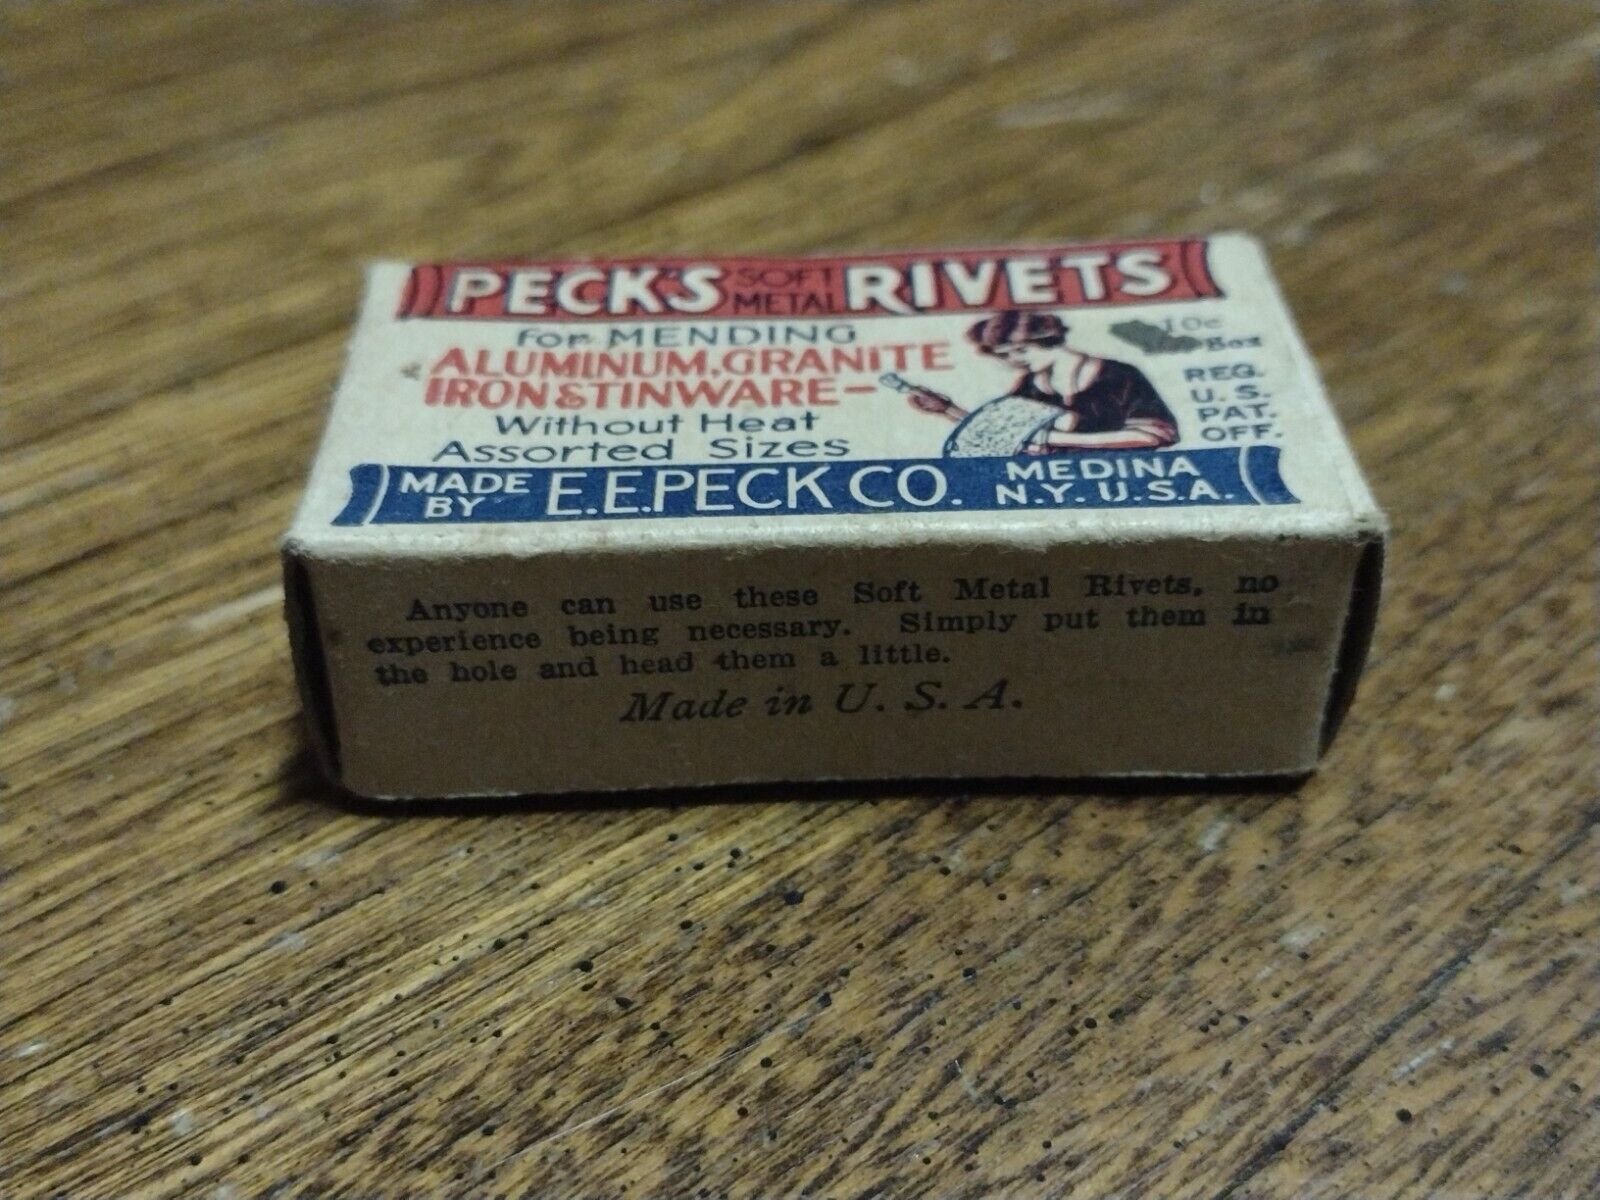 PECK'S SOFT METAL RIVETS
FOR MENDING
ALUMINUM, GRANITE
IRON & TINWARE—
Without Heat
Assorted Sizes
10c
Box
REG.
U. S.
PAT.
OFF.
MADE BY E. E. PECK CO. MEDINA N.Y. U.S.A.
Anyone can use these Soft Metal Rivets, no
experience being necessary. Simply put them in
the hole and head them a little.
Made in U. S. A.